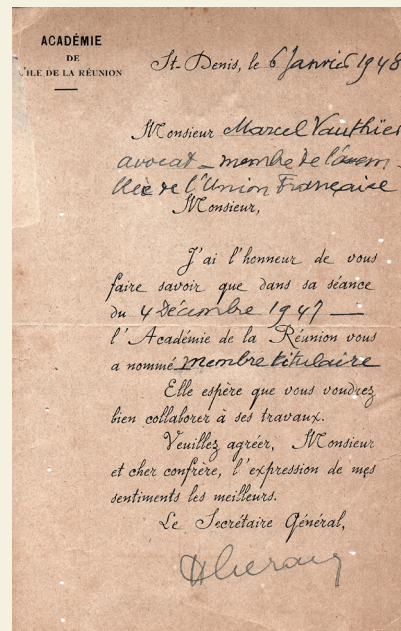 ACADÉMIE
DE
L'ILE DE LA RÉUNION
St-Denis, le 6 Janvier 1948
Monsieur Marcel Vauthier
avocat - membre de l'assem-
blée de l'Union Française
Monsieur,
J'ai l'honneur de vous
faire savoir que dans sa séance
du 4 Décembre 1947
l'Académie de la Réunion vous
a nommé membre titulaire
Elle espère que vous voudrez
bien collaborer à ses travaux.
Veuillez agréer, Monsieur
et cher confrère, l'expression de mes
sentiments les meilleurs.
Le Secrétaire Général,